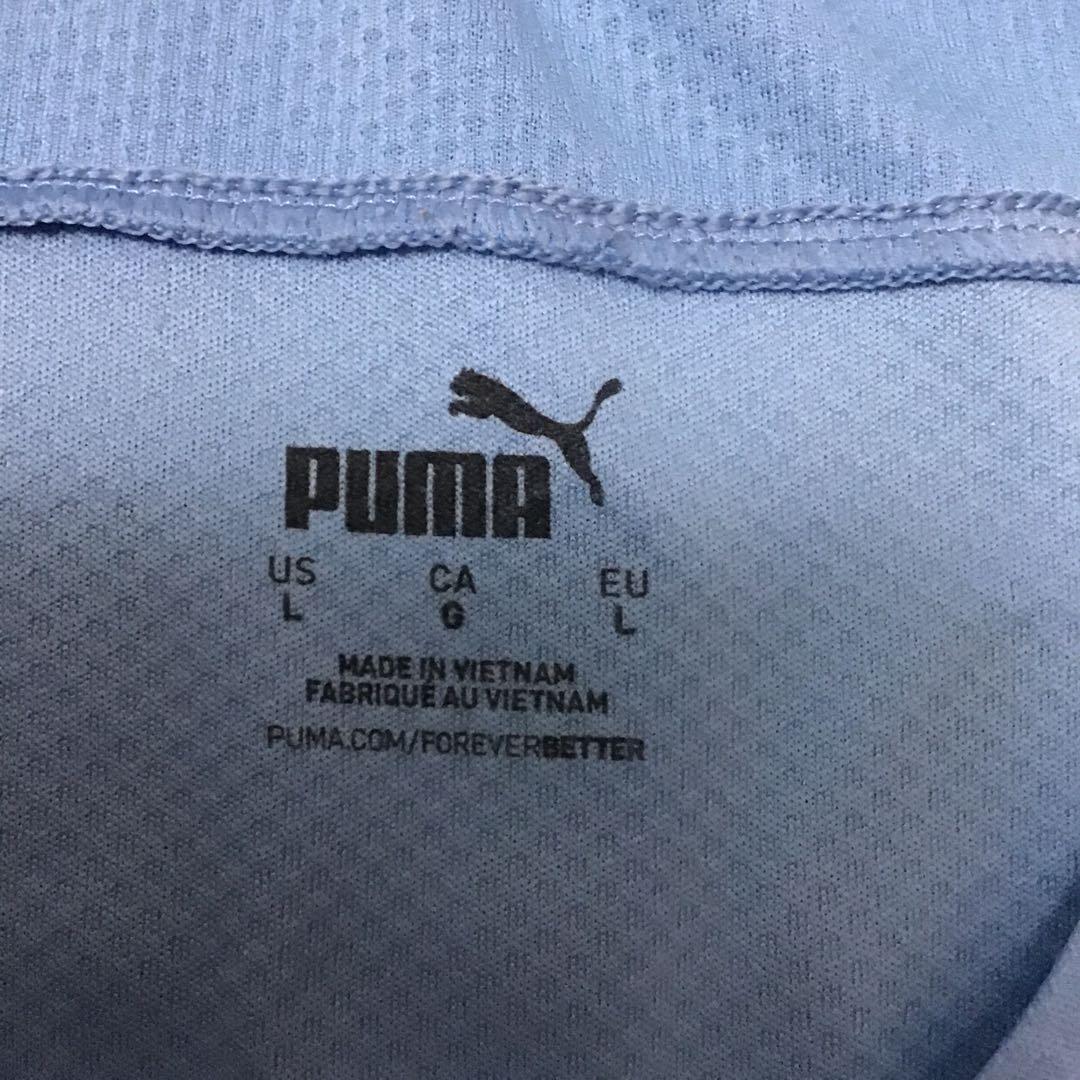 PUMA
US CA EU
L G L
MADE IN VIETNAM
FABRIQUÉ AU VIETNAM
PUMA.COM/FOREVERBETTER